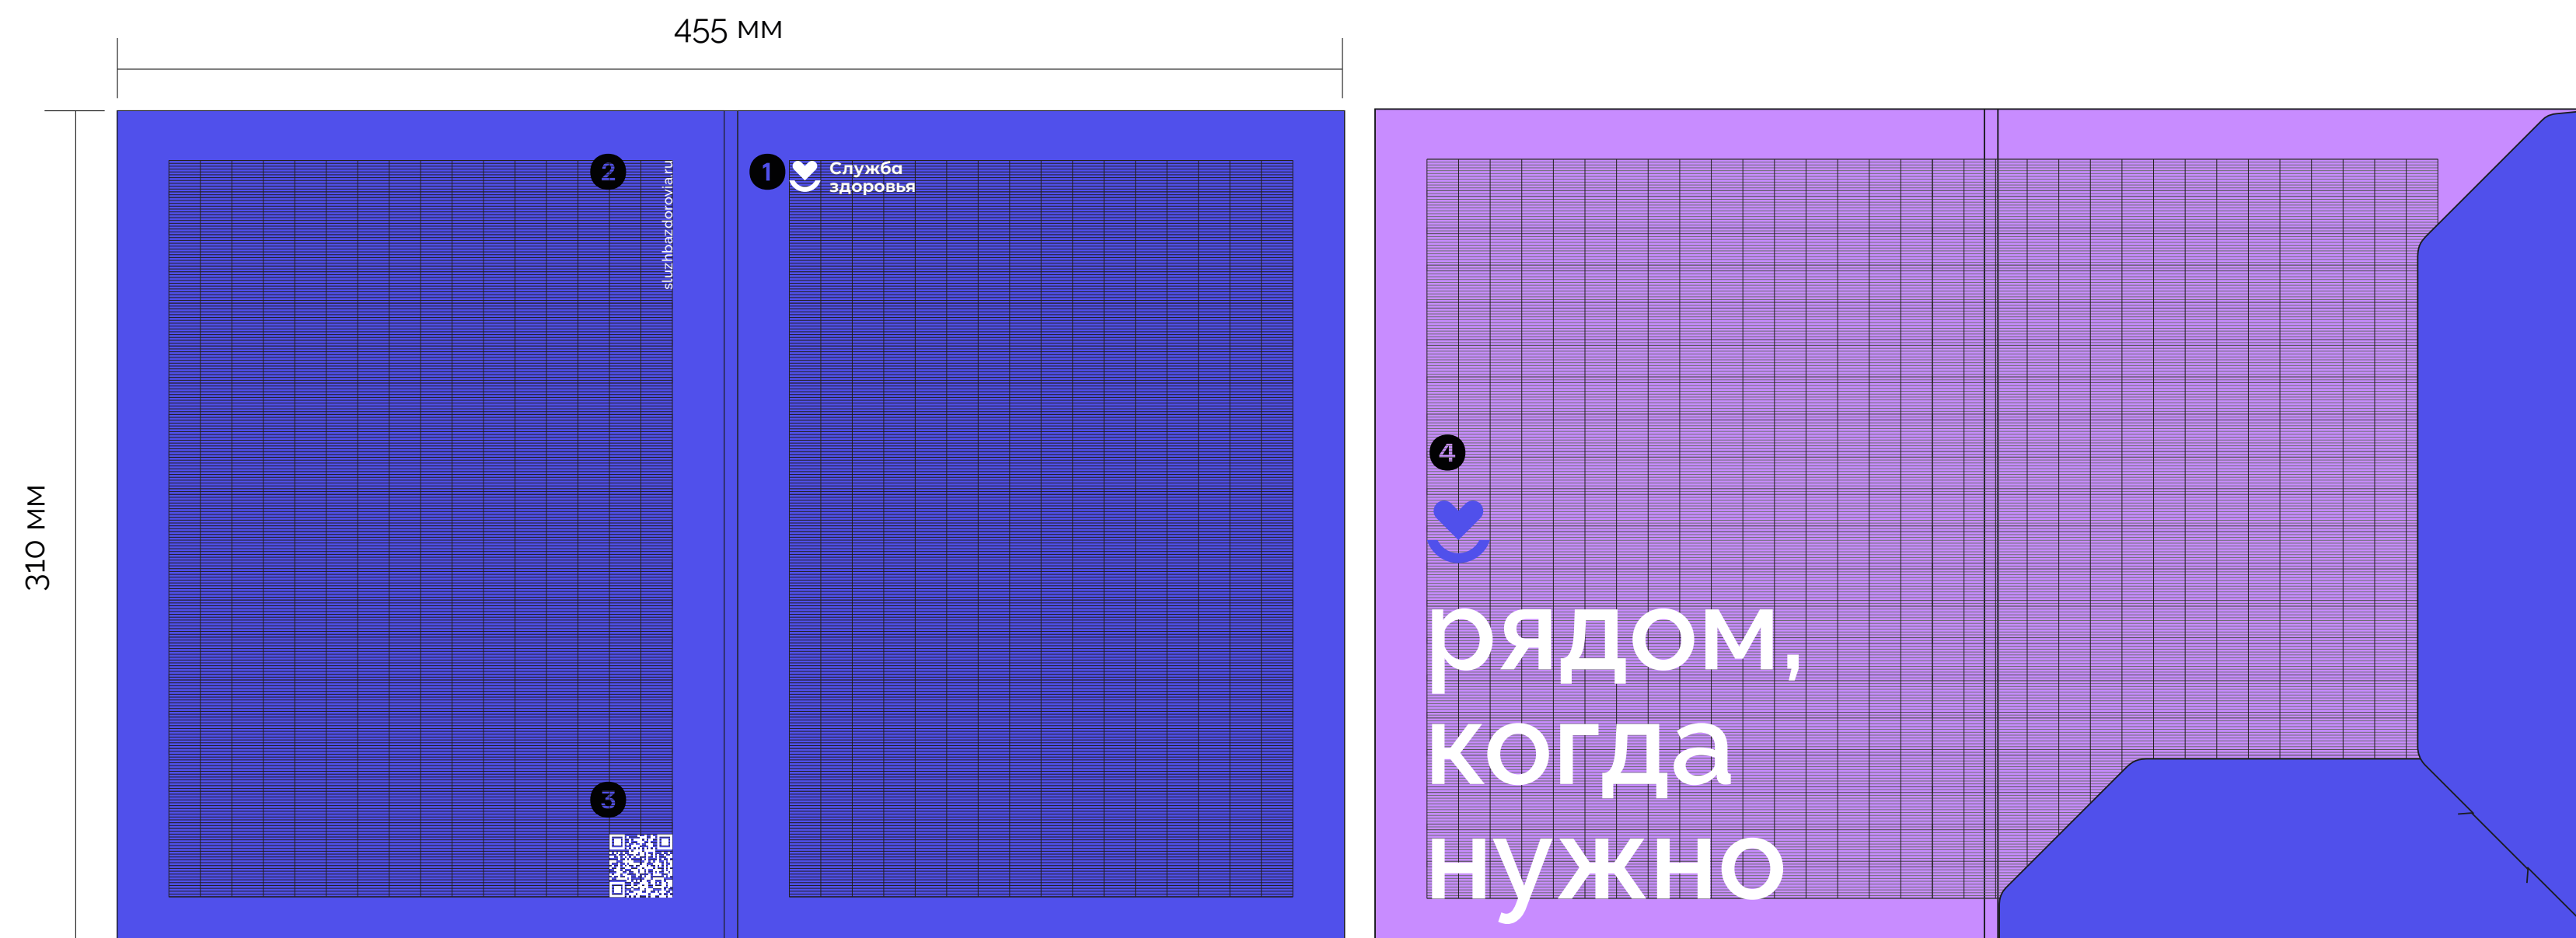 455 мм
310 мм
2
sluzhbazdorovia.ru
1
Служба
здоровья
3
4
рядом,
когда
нужно